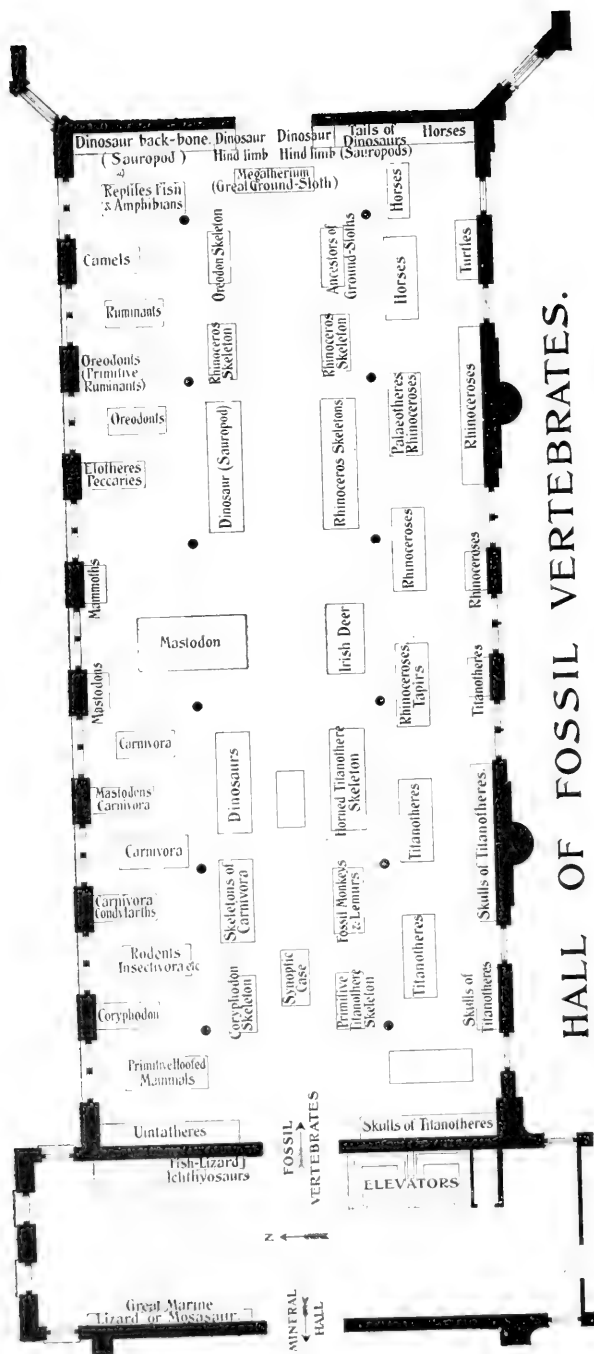 Dinosaur back-bone.
(Sauropod)
Dinosaur
Hind limb
Dinosaur
Hind limb
Tails of
Dinosaurs
(Sauropods)
Horses
Reptiles Fish
& Amphibians
Megatherium
(Great Ground-Sloth)
Horses
Camels
Oreodon Skeleton
Ancestors of
Ground-Sloths
Horses
Turtles
Ruminants
Oreodonts
(Primitive
Ruminants)
Rhinoceros
Skeleton
Rhinoceros
Skeleton
Palaeotheres
Rhinoceroses
Rhinoceroses
Oreodonts
Dinosaur (Sauropod)
Rhinoceros Skeletons
Elotheres
Peccaries
Rhinoceroses
Rhinoceroses
Mammoths
Mastodon
Irish Deer
Rhinoceroses
Tapirs
Titanotheres
Mastodons
Carnivora
Dinosaurs
Horned Titanothere
Skeleton
Titanotheres
Skulls of Titanotheres.
Mastodens
Carnivora
Carnivora
Skeletons of
Carnivora
Fossil Monkeys
& Lemurs
Carnivora
Condylarths
Rodents
Insectivora etc
Synoptic
Case
Titanotheres
Skulls of
Titanotheres
Coryphodon
Coryphodon
Skeleton
Primitive
Titanothere
Skeleton
Primitive Hoofed
Mammals
Uintatheres
Skulls of Titanotheres
Fish-Lizard
Ichthyosaurs
FOSSIL
VERTEBRATES
ELEVATORS
N
Great Marine
Lizard or Mosasaur.
MINERAL
HALL
HALL OF FOSSIL VERTEBRATES.